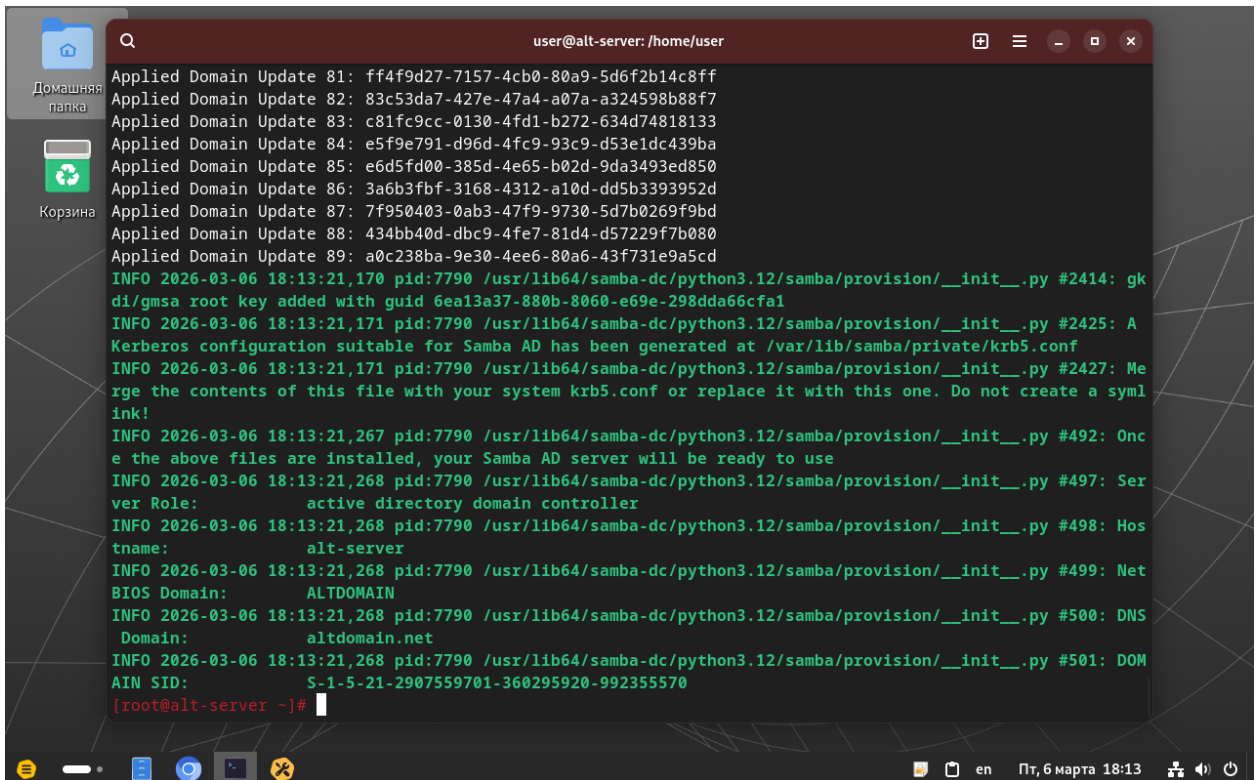 user@alt-server: /home/user
Домашняя
папка
Корзина
Applied Domain Update 81: ff4f9d27-7157-4cb0-80a9-5d6f2b14c8ff
Applied Domain Update 82: 83c53da7-427e-47a4-a07a-a324598b88f7
Applied Domain Update 83: c81fc9cc-0130-4fd1-b272-634d74818133
Applied Domain Update 84: e5f9e791-d96d-4fc9-93c9-d53e1dc439ba
Applied Domain Update 85: e6d5fd00-385d-4e65-b02d-9da3493ed850
Applied Domain Update 86: 3a6b3fbf-3168-4312-a10d-dd5b3393952d
Applied Domain Update 87: 7f950403-0ab3-47f9-9730-5d7b0269f9bd
Applied Domain Update 88: 434bb40d-dbc9-4fe7-81d4-d57229f7b080
Applied Domain Update 89: a0c238ba-9e30-4ee6-80a6-43f731e9a5cd
INFO 2026-03-06 18:13:21,170 pid:7790 /usr/lib64/samba-dc/python3.12/samba/provision/__init__.py #2414: gk
di/gmsa root key added with guid 6ea13a37-880b-8060-e69e-298dda66cfa1
INFO 2026-03-06 18:13:21,171 pid:7790 /usr/lib64/samba-dc/python3.12/samba/provision/__init__.py #2425: A
Kerberos configuration suitable for Samba AD has been generated at /var/lib/samba/private/krb5.conf
INFO 2026-03-06 18:13:21,171 pid:7790 /usr/lib64/samba-dc/python3.12/samba/provision/__init__.py #2427: Me
rge the contents of this file with your system krb5.conf or replace it with this one. Do not create a syml
ink!
INFO 2026-03-06 18:13:21,267 pid:7790 /usr/lib64/samba-dc/python3.12/samba/provision/__init__.py #492: Onc
e the above files are installed, your Samba AD server will be ready to use
INFO 2026-03-06 18:13:21,268 pid:7790 /usr/lib64/samba-dc/python3.12/samba/provision/__init__.py #497: Ser
ver Role:           active directory domain controller
INFO 2026-03-06 18:13:21,268 pid:7790 /usr/lib64/samba-dc/python3.12/samba/provision/__init__.py #498: Hos
tname:              alt-server
INFO 2026-03-06 18:13:21,268 pid:7790 /usr/lib64/samba-dc/python3.12/samba/provision/__init__.py #499: Net
BIOS Domain:        ALTDOMAIN
INFO 2026-03-06 18:13:21,268 pid:7790 /usr/lib64/samba-dc/python3.12/samba/provision/__init__.py #500: DNS
 Domain:            altdomain.net
INFO 2026-03-06 18:13:21,268 pid:7790 /usr/lib64/samba-dc/python3.12/samba/provision/__init__.py #501: DOM
AIN SID:            S-1-5-21-2907559701-360295920-992355570
[root@alt-server ~]#
en Пт, 6 марта 18:13